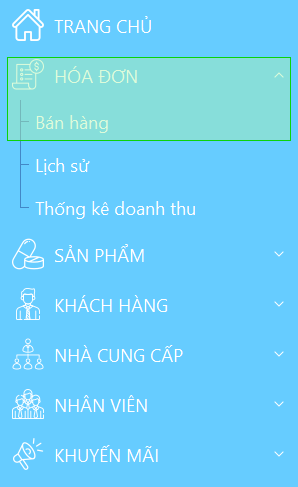 TRANG CHỦ
HÓA ĐƠN
Bán hàng
Lịch sử
Thống kê doanh thu
SẢN PHẨM
KHÁCH HÀNG
NHÀ CUNG CẤP
NHÂN VIÊN
KHUYẾN MÃI